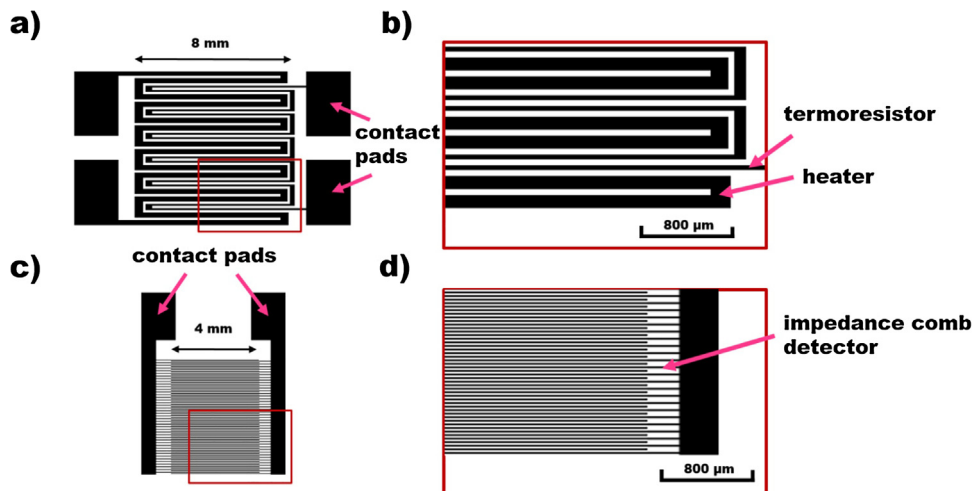 a)
8 mm
contact
pads
b)
termoresistor
heater
800 µm
c)
contact pads
4 mm
d)
impedance comb
detector
800 µm